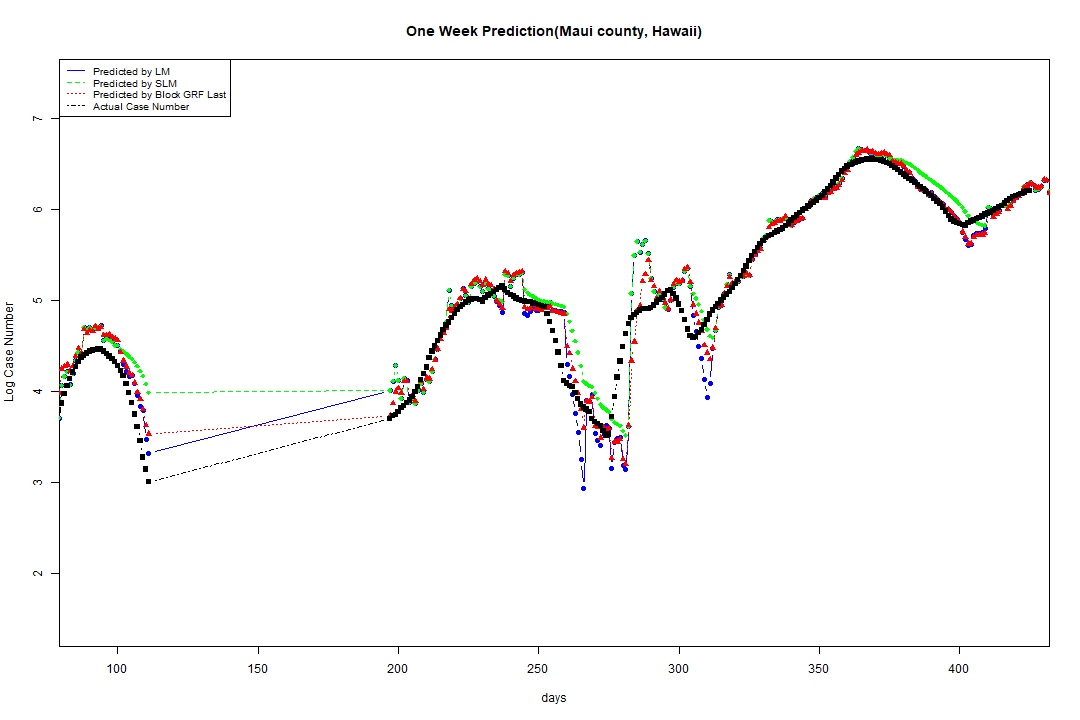 One Week Prediction(Maui county, Hawaii)
Predicted by LM
Predicted by SLM
Predicted by Block GRF Last
Actual Case Number
7
6
5
4
3
2
Log Case Number
100 150 200 250 300 350 400
days